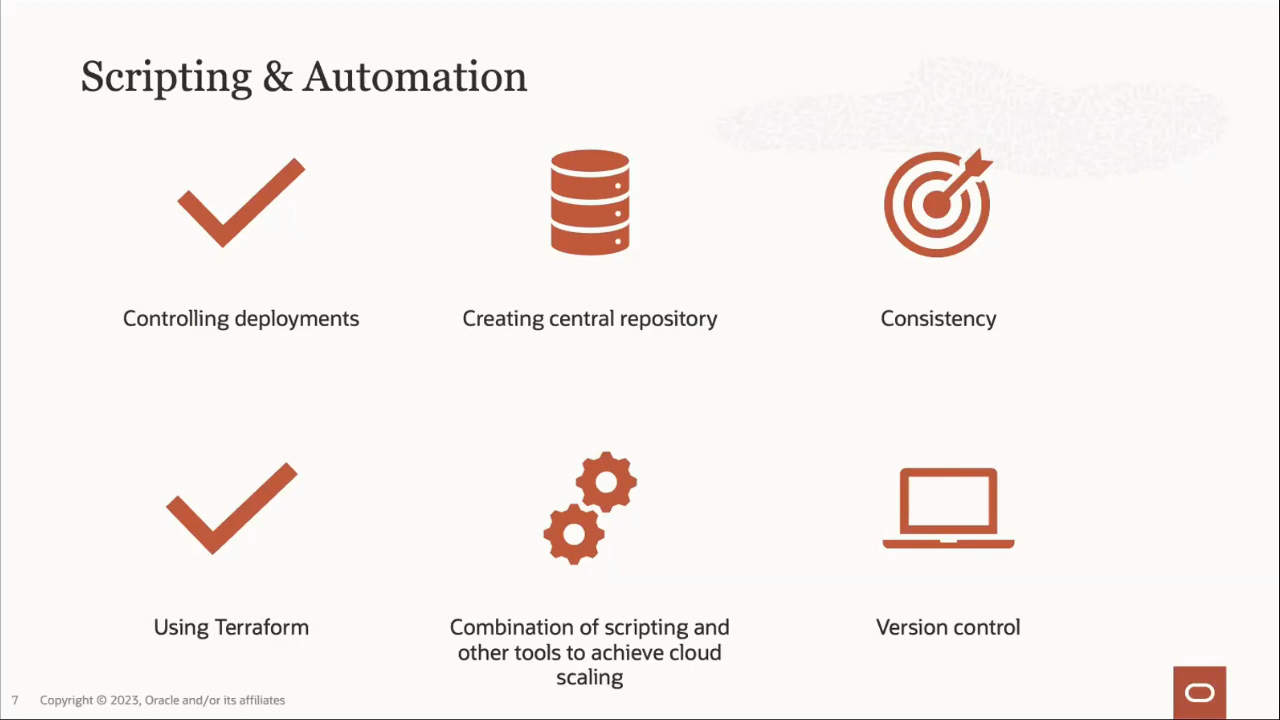 Scripting & Automation
Controlling deployments
Creating central repository
Consistency
Using Terraform
Combination of scripting and
other tools to achieve cloud
scaling
Version control
7 Copyright © 2023, Oracle and/or its affiliates